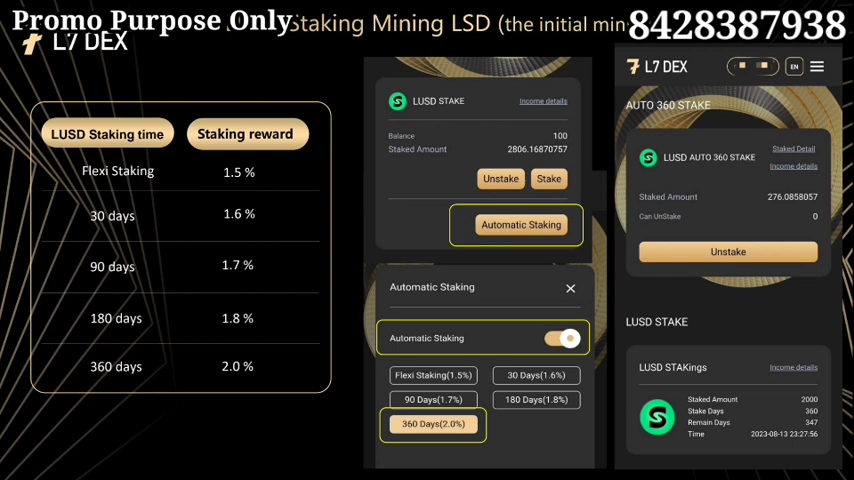 Promo Purpose Only
Staking Mining LSD (the initial min
8428387938
L7 DEX
LUSD Staking time
Staking reward
Flexi Staking
1.5 %
30 days
1.6 %
90 days
1.7 %
180 days
1.8 %
360 days
2.0 %
LUSD STAKE
Income details
Balance
100
Staked Amount
2806.16870757
Unstake
Stake
Automatic Staking
Automatic Staking
Automatic Staking
Flexi Staking(1.5%)
30 Days(1.6%)
90 Days(1.7%)
180 Days(1.8%)
360 Days(2.0%)
L7 DEX
EN
AUTO 360 STAKE
LUSD AUTO 360 STAKE
Staked Detail
Income details
Staked Amount
276.0858057
Can UnStake
0
Unstake
LUSD STAKE
LUSD STAKings
Income details
Staked Amount
2000
Stake Days
360
Remain Days
347
Time
2023-08-13 23:27:56